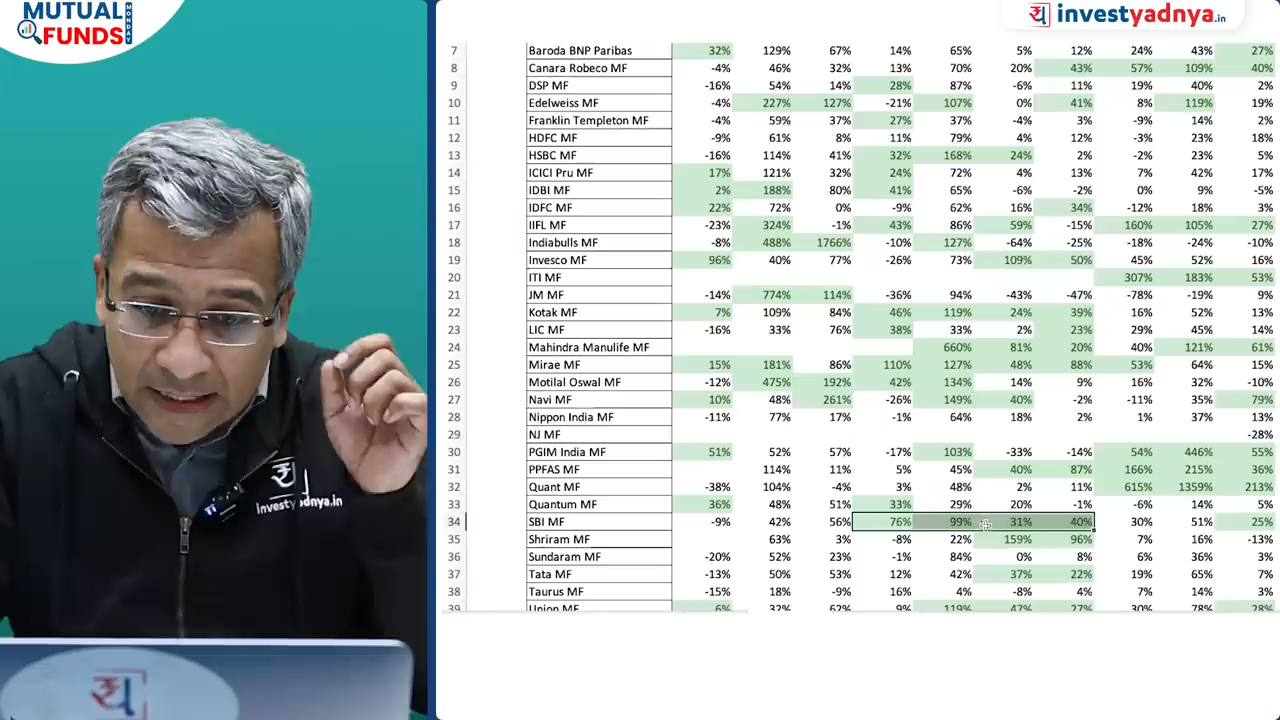 MUTUAL
FUNDS
MONDAY
investyadnya.in
7 Baroda BNP Paribas 32% 129% 67% 14% 65% 5% 12% 24% 43% 27%
8 Canara Robeco MF -4% 46% 32% 13% 70% 20% 43% 57% 109% 40%
9 DSP MF -16% 54% 14% 28% 87% -6% 11% 19% 40% 2%
10 Edelweiss MF -4% 227% 127% -21% 107% 0% 41% 8% 119% 19%
11 Franklin Templeton MF -4% 59% 37% 27% 37% -4% 3% -9% 14% 2%
12 HDFC MF -9% 61% 8% 11% 79% 4% 12% -3% 23% 18%
13 HSBC MF -16% 114% 41% 32% 168% 24% 2% -2% 23% 5%
14 ICICI Pru MF 17% 121% 32% 24% 72% 4% 13% 7% 42% 17%
15 IDBI MF 2% 188% 80% 41% 65% -6% -2% 0% 9% -5%
16 IDFC MF 22% 72% 0% -9% 62% 16% 34% -12% 18% 3%
17 IIFL MF -23% 324% -1% 43% 86% 59% -15% 160% 105% 27%
18 Indiabulls MF -8% 488% 1766% -10% 127% -64% -25% -18% -24% -10%
19 Invesco MF 96% 40% 77% -26% 73% 109% 50% 45% 52% 16%
20 ITI MF 307% 183% 53%
21 JM MF -14% 774% 114% -36% 94% -43% -47% -78% -19% 9%
22 Kotak MF 7% 109% 84% 46% 119% 24% 39% 16% 52% 13%
23 LIC MF -16% 33% 76% 38% 33% 2% 23% 29% 45% 14%
24 Mahindra Manulife MF 660% 81% 20% 40% 121% 61%
25 Mirae MF 15% 181% 86% 110% 127% 48% 88% 53% 64% 15%
26 Motilal Oswal MF -12% 475% 192% 42% 134% 14% 9% 16% 32% -10%
27 Navi MF 10% 48% 261% -26% 149% 40% -2% -11% 35% 79%
28 Nippon India MF -11% 77% 17% -1% 64% 18% 2% 1% 37% 13%
29 NJ MF -28%
30 PGIM India MF 51% 52% 57% -17% 103% -33% -14% 54% 446% 55%
31 PPFAS MF 114% 11% 5% 45% 40% 87% 166% 215% 36%
32 Quant MF -38% 104% -4% 3% 48% 2% 11% 615% 1359% 213%
33 Quantum MF 36% 48% 51% 33% 29% 20% -1% -6% 14% 5%
34 SBI MF -9% 42% 56% 76% 99% 31% 40% 30% 51% 25%
35 Shriram MF 63% 3% -8% 22% 159% 96% 7% 16% -13%
36 Sundaram MF -20% 52% 23% -1% 84% 0% 8% 6% 36% 3%
37 Tata MF -13% 50% 53% 12% 42% 37% 22% 19% 65% 7%
38 Taurus MF -15% 18% -9% 16% 4% -8% 4% 7% 14% 3%
39 Union MF 6% 32% 62% 9% 119% 47% 27% 30% 78% 28%
Investyadnya.in